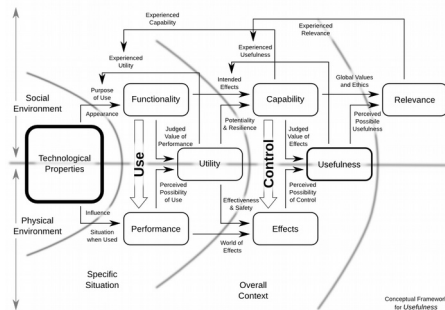 Experienced
Capability
Experienced
Relevance
Experienced
Utility
Experienced
Usefulness
Purpose
of Use
Appearance
Functionality
Intended
Effects
Capability
Global Values
and Ethics
Relevance
Social
Environment
Potentiality
& Resilience
Perceived
Possibile
Usefulness
Judged
Value of
Performance
Judged
Value of
Effects
Technological
Properties
Use
Utility
Control
Usefulness
Perceived
Possibility
of Use
Perceived
Possibility
of Control
Effectiveness
& Safety
Physical
Environment
Influence
Situation
when Used
Performance
World of
Effects
Effects
Specific
Situation
Overall
Context
Conceptual Framework
for Usefulness